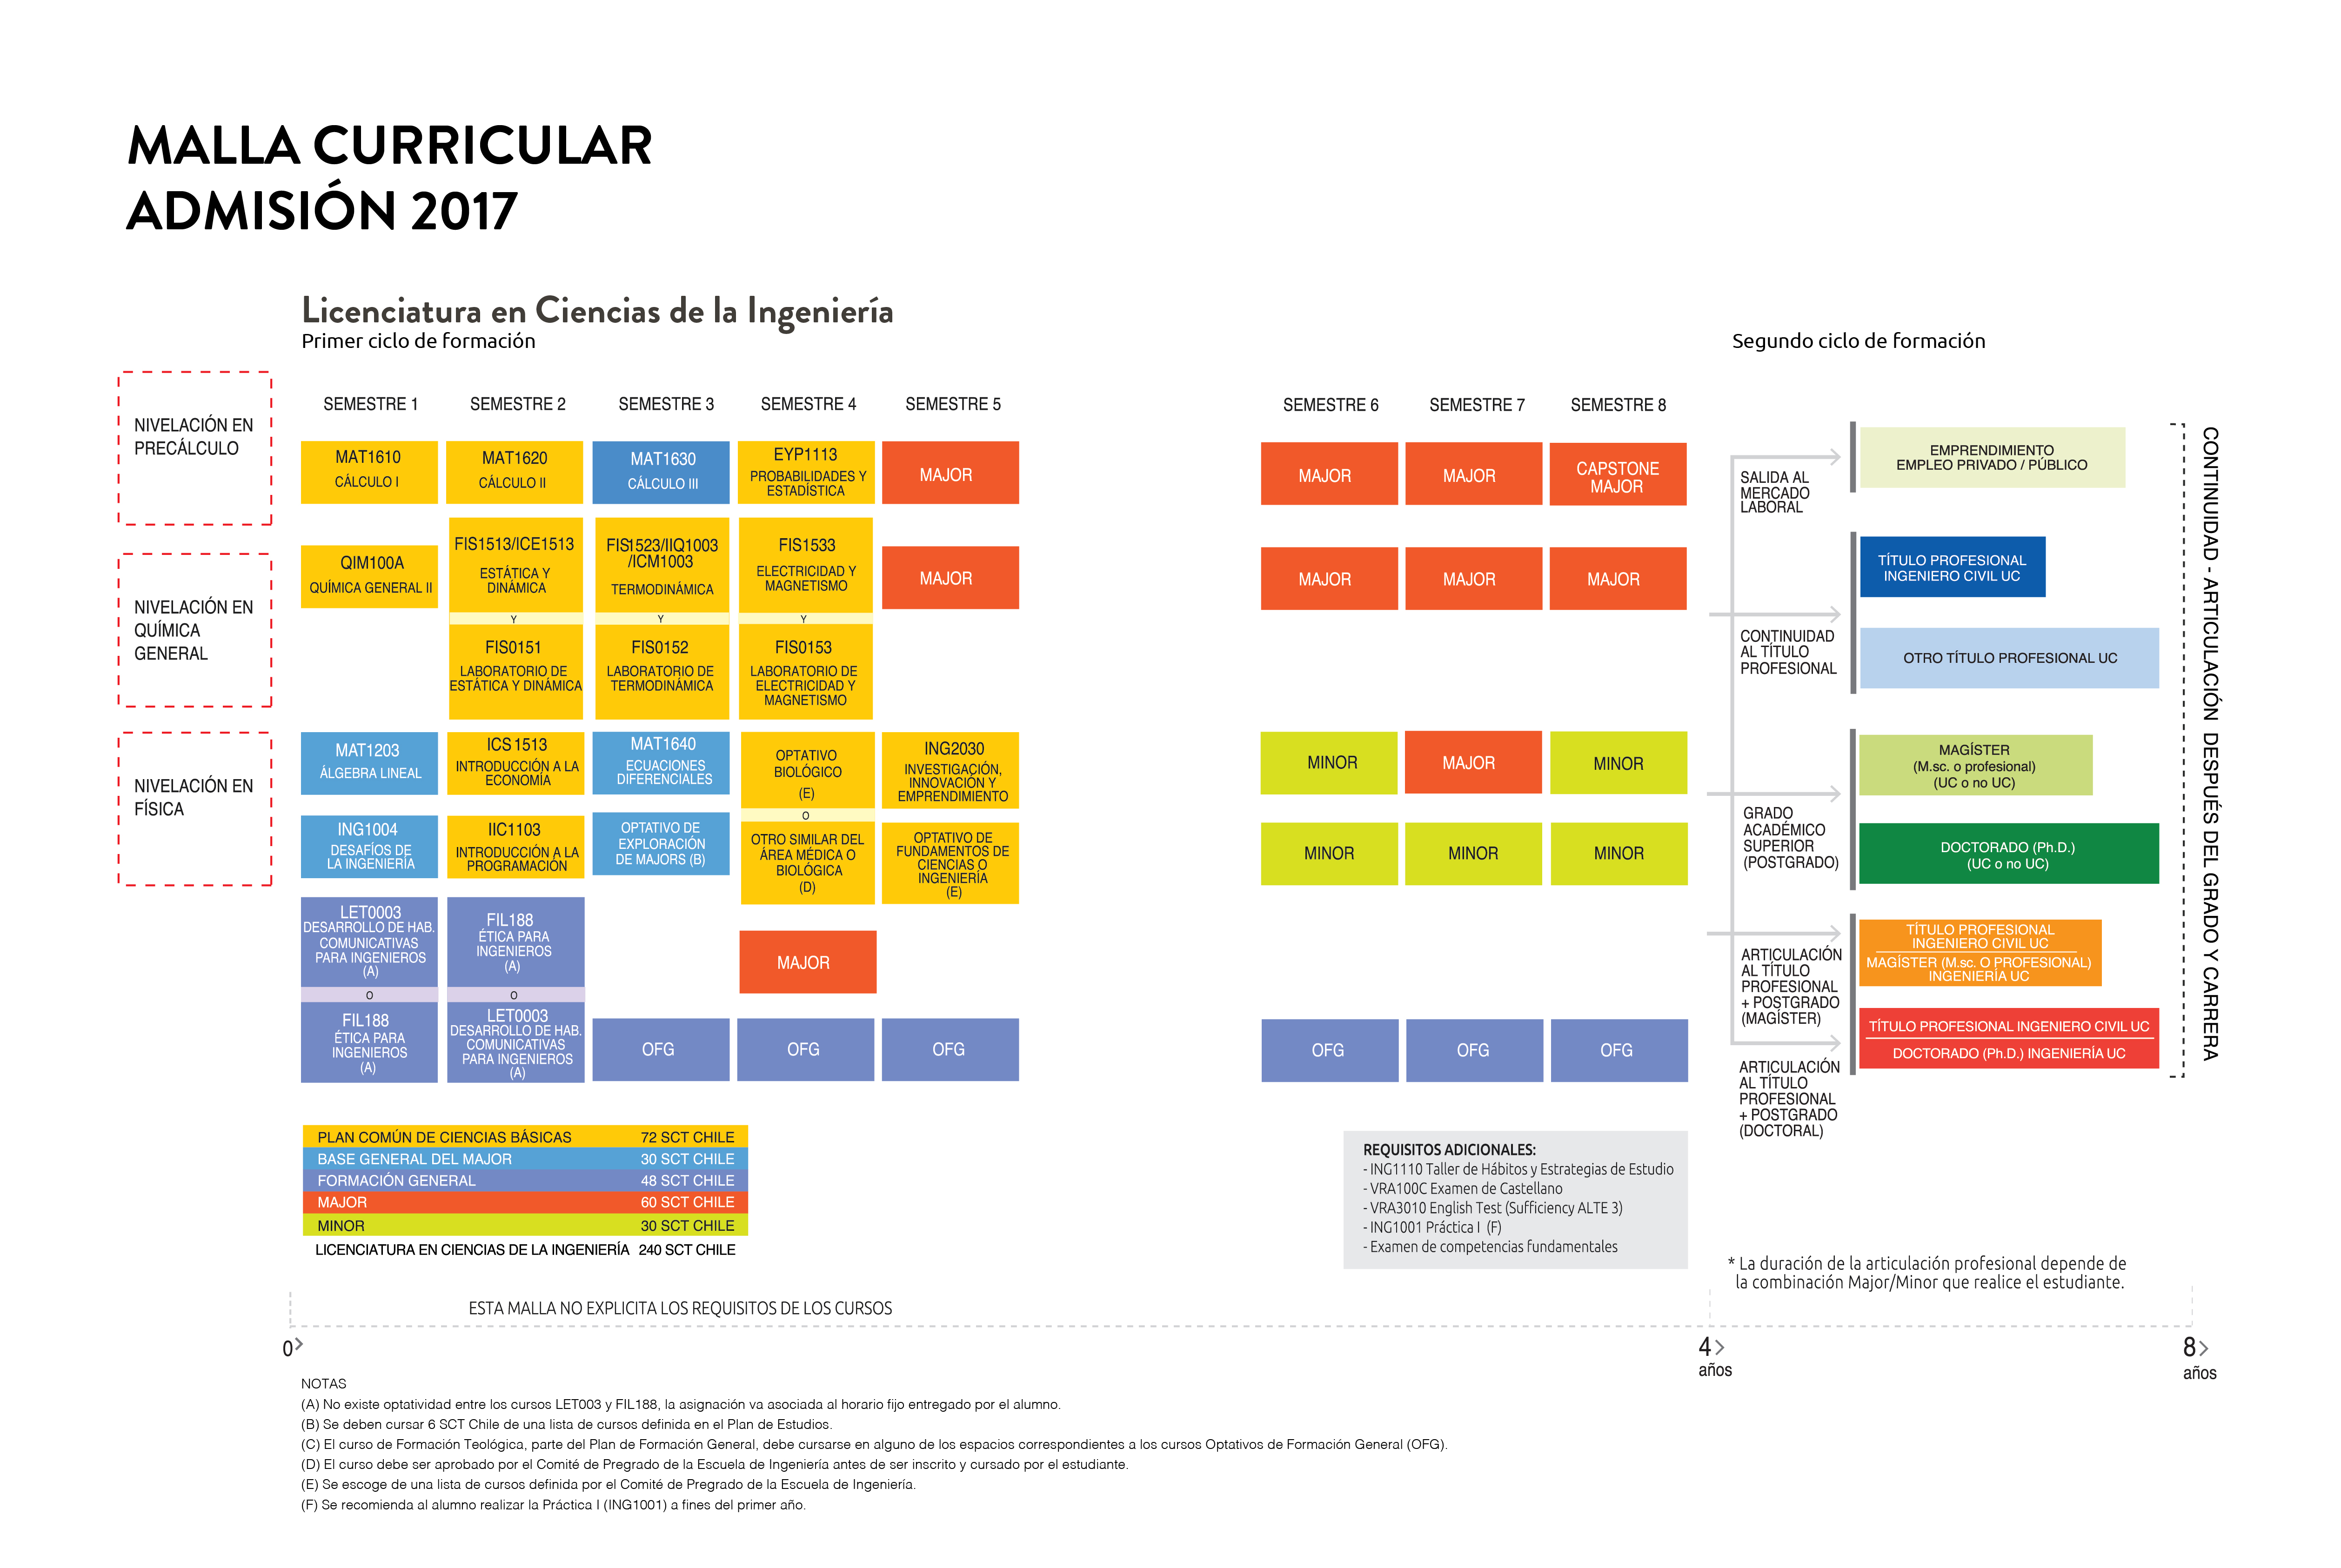 MALLA CURRICULAR
ADMISIÓN 2017
Licenciatura en Ciencias de la Ingeniería
Primer ciclo de formación
Segundo ciclo de formación
NIVELACIÓN EN
PRECÁLCULO
NIVELACIÓN EN
QUÍMICA
GENERAL
NIVELACIÓN EN
FÍSICA
SEMESTRE 1
MAT1610
CÁLCULO I
QIM100A
QUÍMICA GENERAL II
MAT1203
ÁLGEBRA LINEAL
ING1004
DESAFÍOS DE
LA INGENIERÍA
LET0003
DESARROLLO DE HAB.
COMUNICATIVAS
PARA INGENIEROS
(A)
O
FIL188
ÉTICA PARA
INGENIEROS
(A)
SEMESTRE 2
MAT1620
CÁLCULO II
FIS1513/ICE1513
ESTÁTICA Y
DINÁMICA
Y
FIS0151
LABORATORIO DE
ESTÁTICA Y DINÁMICA
ICS1513
INTRODUCCIÓN A LA
ECONOMÍA
IIC1103
INTRODUCCIÓN A LA
PROGRAMACIÓN
FIL188
ÉTICA PARA
INGENIEROS
(A)
O
LET0003
DESARROLLO DE HAB.
COMUNICATIVAS
PARA INGENIEROS
(A)
SEMESTRE 3
MAT1630
CÁLCULO III
FIS1523/IIQ1003
/ICM1003
TERMODINÁMICA
Y
FIS0152
LABORATORIO DE
TERMODINÁMICA
MAT1640
ECUACIONES
DIFERENCIALES
OPTATIVO DE
EXPLORACIÓN
DE MAJORS (B)
OFG
SEMESTRE 4
EYP1113
PROBABILIDADES Y
ESTADÍSTICA
FIS1533
ELECTRICIDAD Y
MAGNETISMO
Y
FIS0153
LABORATORIO DE
ELECTRICIDAD Y
MAGNETISMO
OPTATIVO
BIOLÓGICO
(E)
O
OTRO SIMILAR DEL
ÁREA MÉDICA O
BIOLÓGICA
(D)
MAJOR
OFG
SEMESTRE 5
MAJOR
MAJOR
ING2030
INVESTIGACIÓN,
INNOVACIÓN Y
EMPRENDIMIENTO
OPTATIVO DE
FUNDAMENTOS DE
CIENCIAS O
INGENIERÍA
(E)
OFG
SEMESTRE 6
MAJOR
MAJOR
MINOR
MINOR
OFG
SEMESTRE 7
MAJOR
MAJOR
MAJOR
MINOR
OFG
SEMESTRE 8
CAPSTONE
MAJOR
MAJOR
MINOR
MINOR
OFG
SALIDA AL
MERCADO
LABORAL
EMPRENDIMIENTO
EMPLEO PRIVADO / PÚBLICO
CONTINUIDAD
AL TÍTULO
PROFESIONAL
TÍTULO PROFESIONAL
INGENIERO CIVIL UC
OTRO TÍTULO PROFESIONAL UC
GRADO
ACADÉMICO
SUPERIOR
(POSTGRADO)
MAGÍSTER
(M.sc. o profesional)
(UC o no UC)
DOCTORADO (Ph.D.)
(UC o no UC)
ARTICULACIÓN
AL TÍTULO
PROFESIONAL
+ POSTGRADO
(MAGÍSTER)
TÍTULO PROFESIONAL
INGENIERO CIVIL UC
MAGÍSTER (M.sc. O PROFESIONAL)
INGENIERÍA UC
ARTICULACIÓN
AL TÍTULO
PROFESIONAL
+ POSTGRADO
(DOCTORAL)
TÍTULO PROFESIONAL INGENIERO CIVIL UC
DOCTORADO (Ph.D.) INGENIERÍA UC
CONTINUIDAD - ARTICULACIÓN DESPUÉS DEL GRADO Y CARRERA
PLAN COMÚN DE CIENCIAS BÁSICAS 72 SCT CHILE
BASE GENERAL DEL MAJOR 30 SCT CHILE
FORMACIÓN GENERAL 48 SCT CHILE
MAJOR 60 SCT CHILE
MINOR 30 SCT CHILE
LICENCIATURA EN CIENCIAS DE LA INGENIERÍA 240 SCT CHILE
REQUISITOS ADICIONALES:
- ING1110 Taller de Hábitos y Estrategias de Estudio
- VRA100C Examen de Castellano
- VRA3010 English Test (Sufficiency ALTE 3)
- ING1001 Práctica I (F)
- Examen de competencias fundamentales
* La duración de la articulación profesional depende de
la combinación Major/Minor que realice el estudiante.
ESTA MALLA NO EXPLICITA LOS REQUISITOS DE LOS CURSOS
0
4
años
8
años
NOTAS
(A) No existe optatividad entre los cursos LET003 y FIL188, la asignación va asociada al horario fijo entregado por el alumno.
(B) Se deben cursar 6 SCT Chile de una lista de cursos definida en el Plan de Estudios.
(C) El curso de Formación Teológica, parte del Plan de Formación General, debe cursarse en alguno de los espacios correspondientes a los cursos Optativos de Formación General (OFG).
(D) El curso debe ser aprobado por el Comité de Pregrado de la Escuela de Ingeniería antes de ser inscrito y cursado por el estudiante.
(E) Se escoge de una lista de cursos definida por el Comité de Pregrado de la Escuela de Ingeniería.
(F) Se recomienda al alumno realizar la Práctica I (ING1001) a fines del primer año.